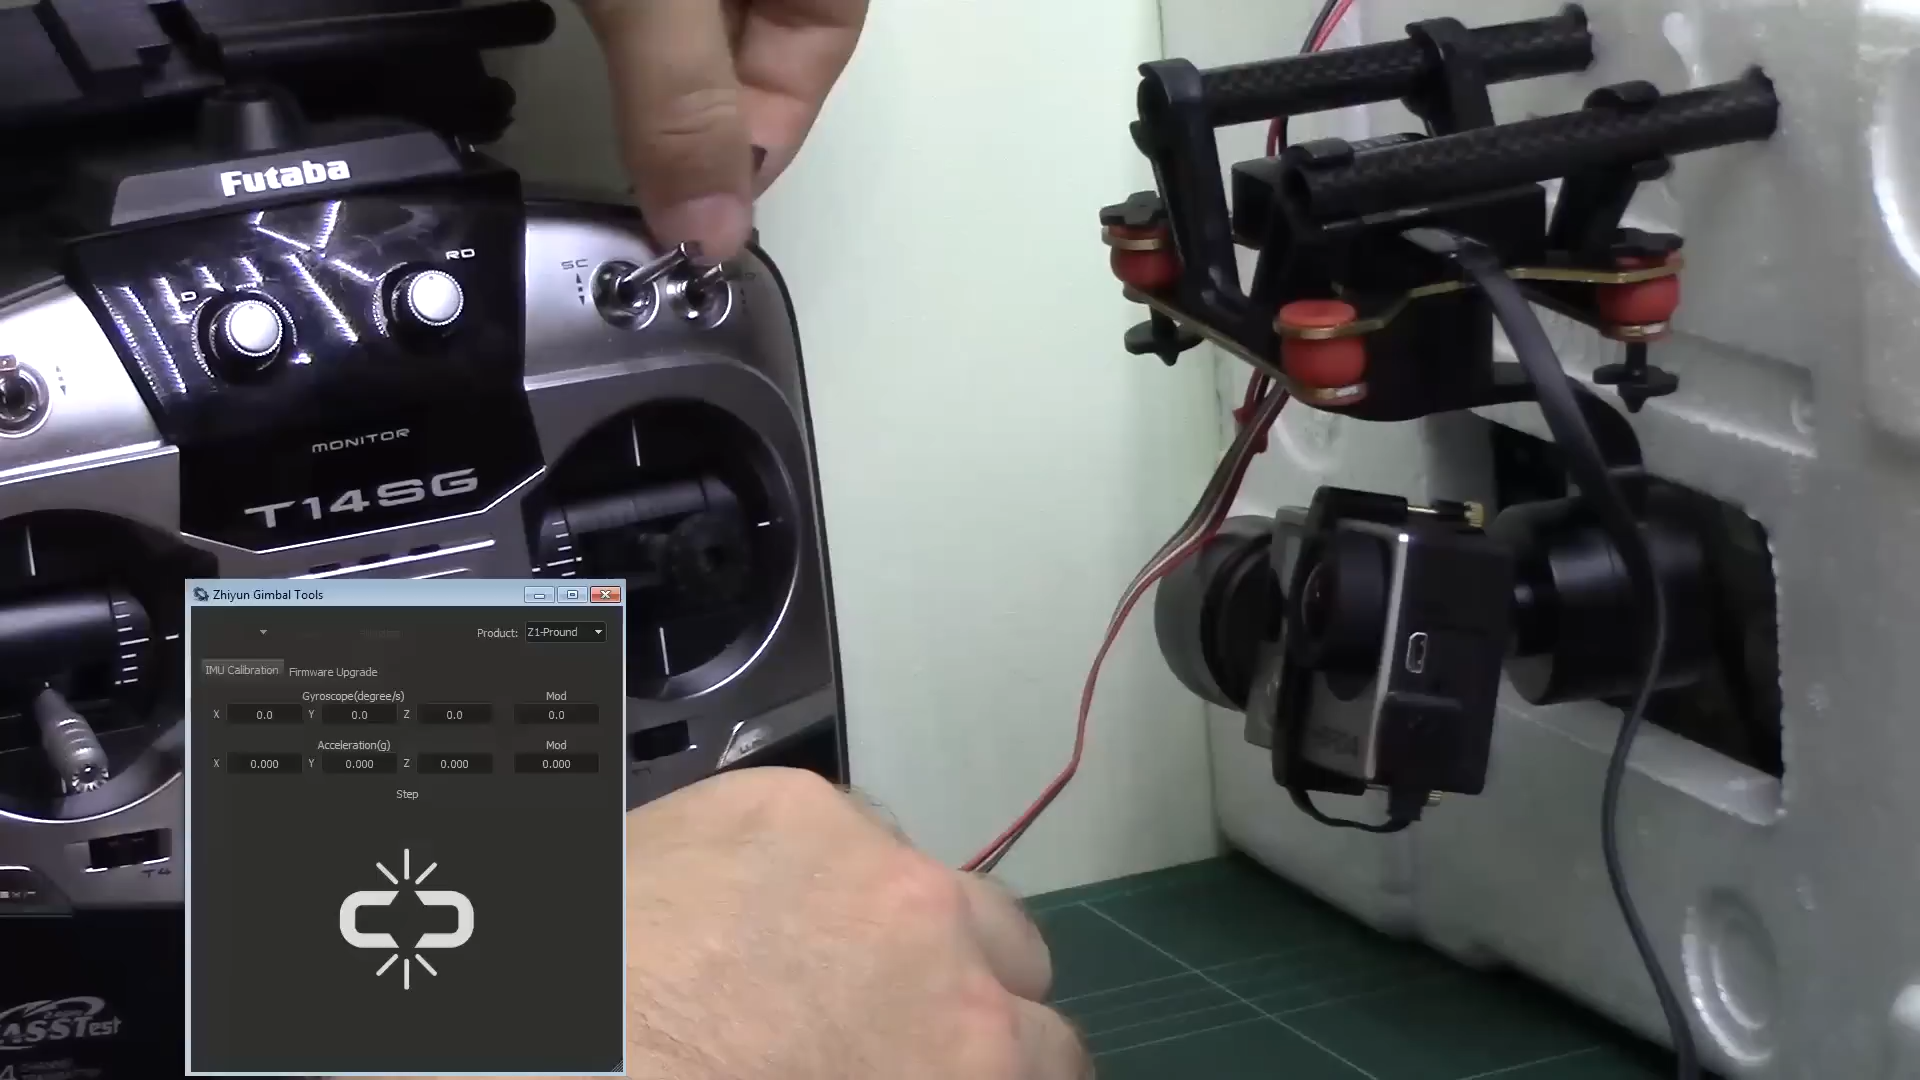 Futaba
RD
SC
MONITOR
T14SG
Zhiyun Gimbal Tools
Product: Z1-Pround
IMU Calibration Firmware Upgrade
Gyroscope(degree/s) Mod
X 0.0 Y 0.0 Z 0.0 0.0
Acceleration(g) Mod
X 0.000 Y 0.000 Z 0.000 0.000
Step